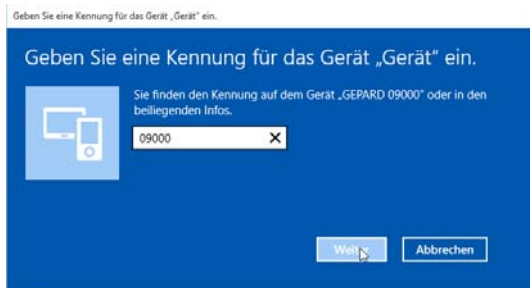 Geben Sie eine Kennung für das Gerät „Gerät“ ein.
Geben Sie eine Kennung für das Gerät „Gerät“ ein.
Sie finden den Kennung auf dem Gerät „GEPARD 09000“ oder in den
beiliegenden Infos.
09000
Weiter
Abbrechen